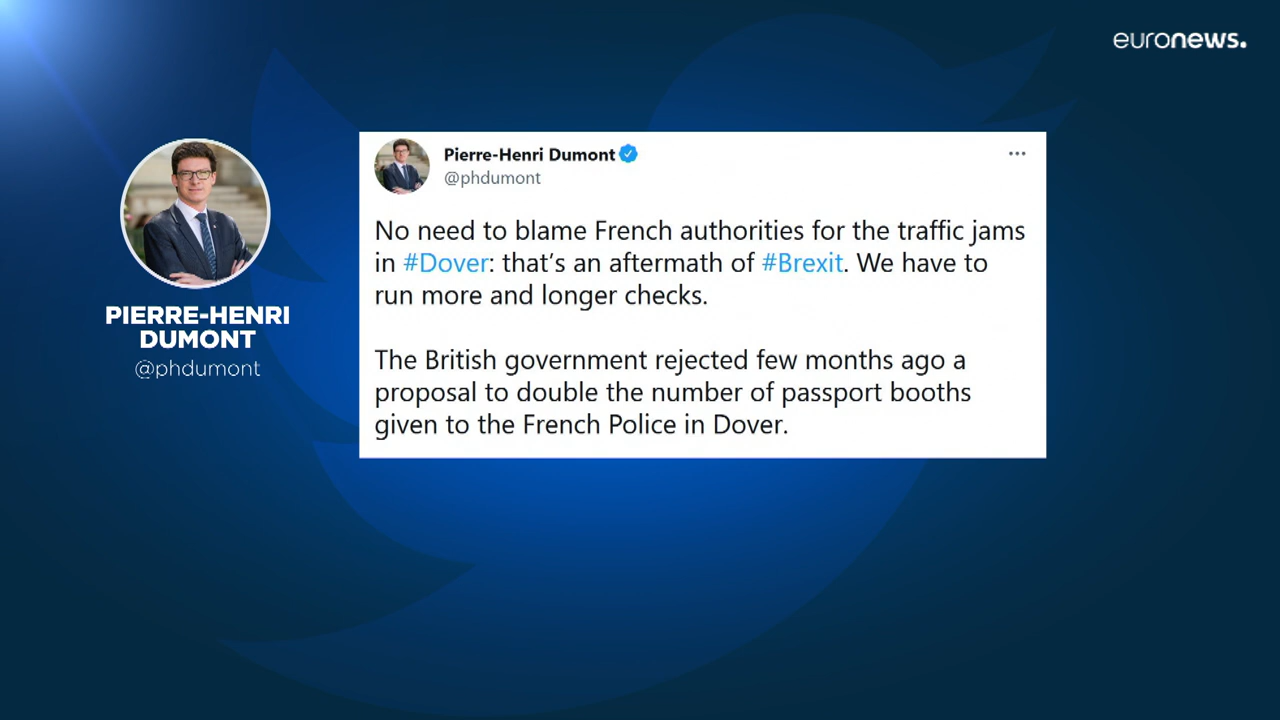 euronews.
PIERRE-HENRI
DUMONT
@phdumont
Pierre-Henri Dumont
@phdumont
No need to blame French authorities for the traffic jams
in #Dover: that’s an aftermath of #Brexit. We have to
run more and longer checks.
The British government rejected few months ago a
proposal to double the number of passport booths
given to the French Police in Dover.